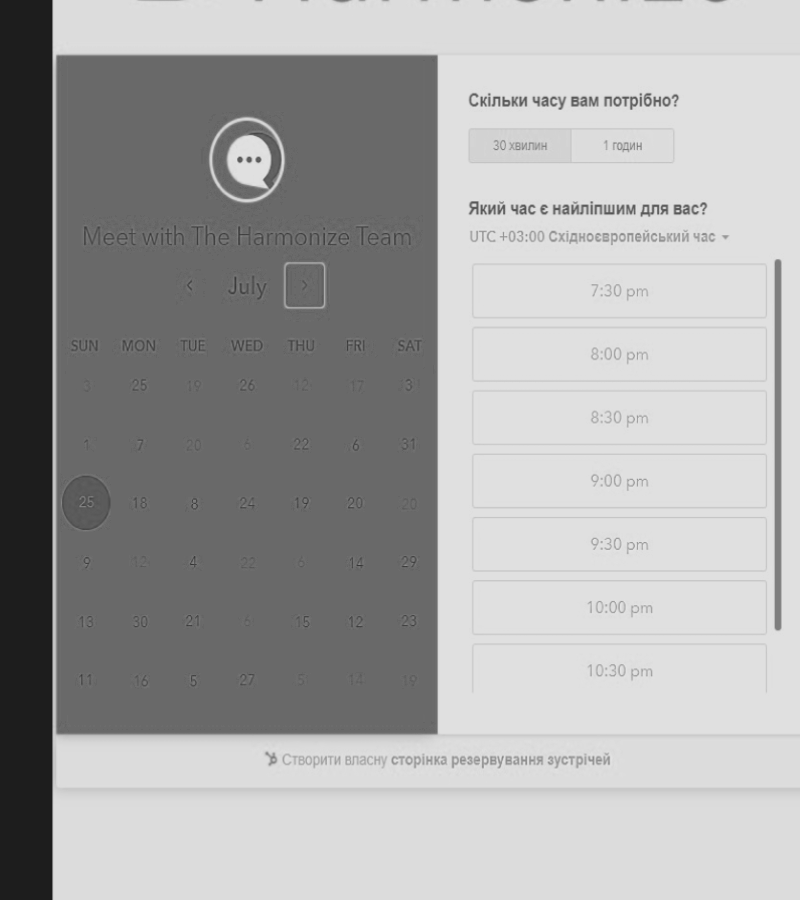 Meet with The Harmonize Team
July
SUN MON TUE WED THU FRI SAT
3 25 19 26 12 17 3
1 7 20 6 22 6 31
25 18 8 24 19 20 20
9 12 4 22 6 14 29
13 30 21 6 15 12 23
11 16 5 27 5 14 19
Скільки часу вам потрібно?
30 хвилин 1 годин
Який час є найліпшим для вас?
UTC +03:00 Східноєвропейський час
7:30 pm
8:00 pm
8:30 pm
9:00 pm
9:30 pm
10:00 pm
10:30 pm
Створити власну сторінка резервування зустрічей